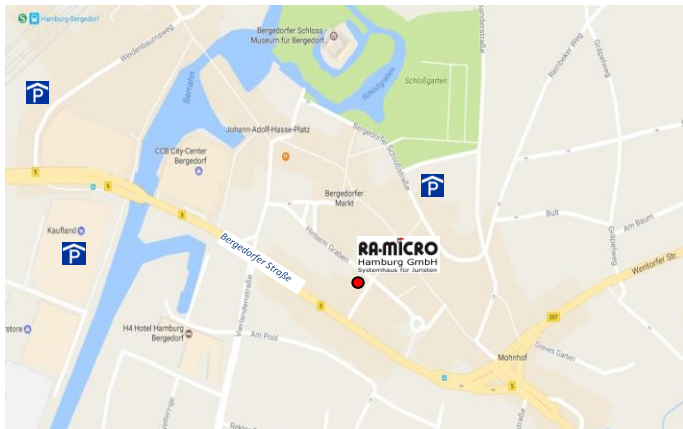 S Hamburg-Bergedorf
Weidenbaumsweg
Bergedorfer Schloss -
Museum für Bergedorf
Reinbeker Weg
Gräpelweg
Serrahn
Schloßgraben
Schloßgarten
P
Johann-Adolf-Hasse-Platz
Bergedorfer Schloßstraße
CCB City-Center
Bergedorf
5
5
5
Bergedorfer
Markt
P
Bult
Am Baum
Gräpelweg
Kaufland
P
Hinterm Graben
Bergedorfer Straße
RA-MICRO
Hamburg GmbH
Systemhaus für Juristen
Wentorfer Str.
Vierlandenstraße
5
207
H4 Hotel Hamburg
Bergedorf
Am Pool
Mohnhof
Greves Garten
5